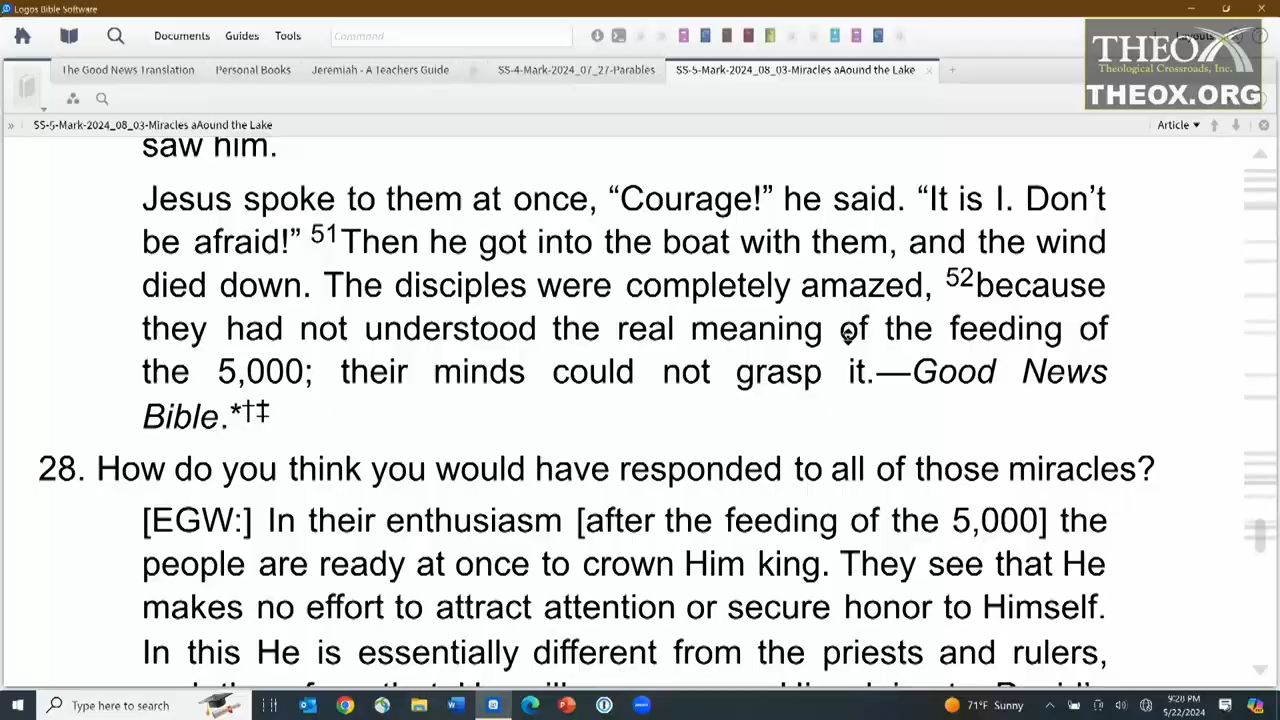 Logos Bible Software
Documents Guides Tools Command
THEOX
Theological Crossroads, Inc.
THEOX.ORG
The Good News Translation Personal Books Jeremiah - A Teachers SS-4-Mark-2024_07_27-Parables SS-5-Mark-2024_08_03-Miracles aAound the Lake
SS-5-Mark-2024_08_03-Miracles aAound the Lake Article
saw him.
Jesus spoke to them at once, “Courage!” he said. “It is I. Don’t
be afraid!” 51Then he got into the boat with them, and the wind
died down. The disciples were completely amazed, 52because
they had not understood the real meaning of the feeding of
the 5,000; their minds could not grasp it.—Good News
Bible.*†‡
28. How do you think you would have responded to all of those miracles?
[EGW:] In their enthusiasm [after the feeding of the 5,000] the
people are ready at once to crown Him king. They see that He
makes no effort to attract attention or secure honor to Himself.
In this He is essentially different from the priests and rulers,
Type here to search 71°F Sunny 9:28 PM
5/22/2024